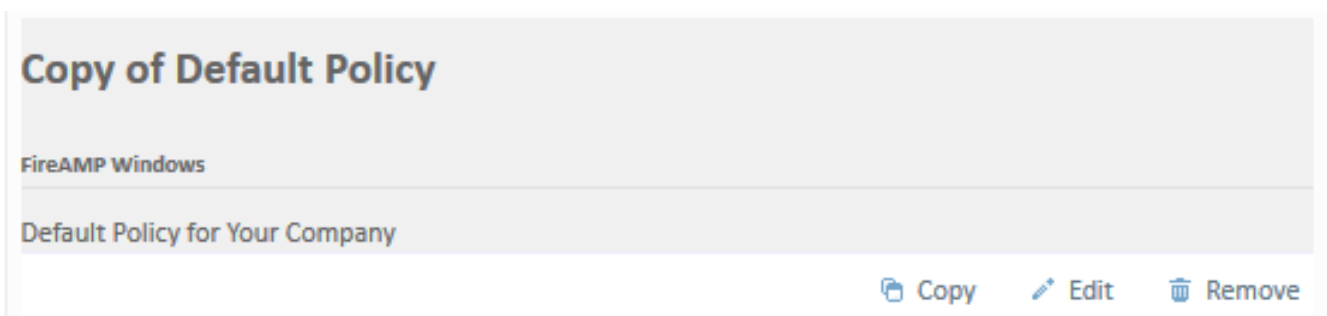 Copy of Default Policy
FireAMP Windows
Default Policy for Your Company
Copy Edit Remove